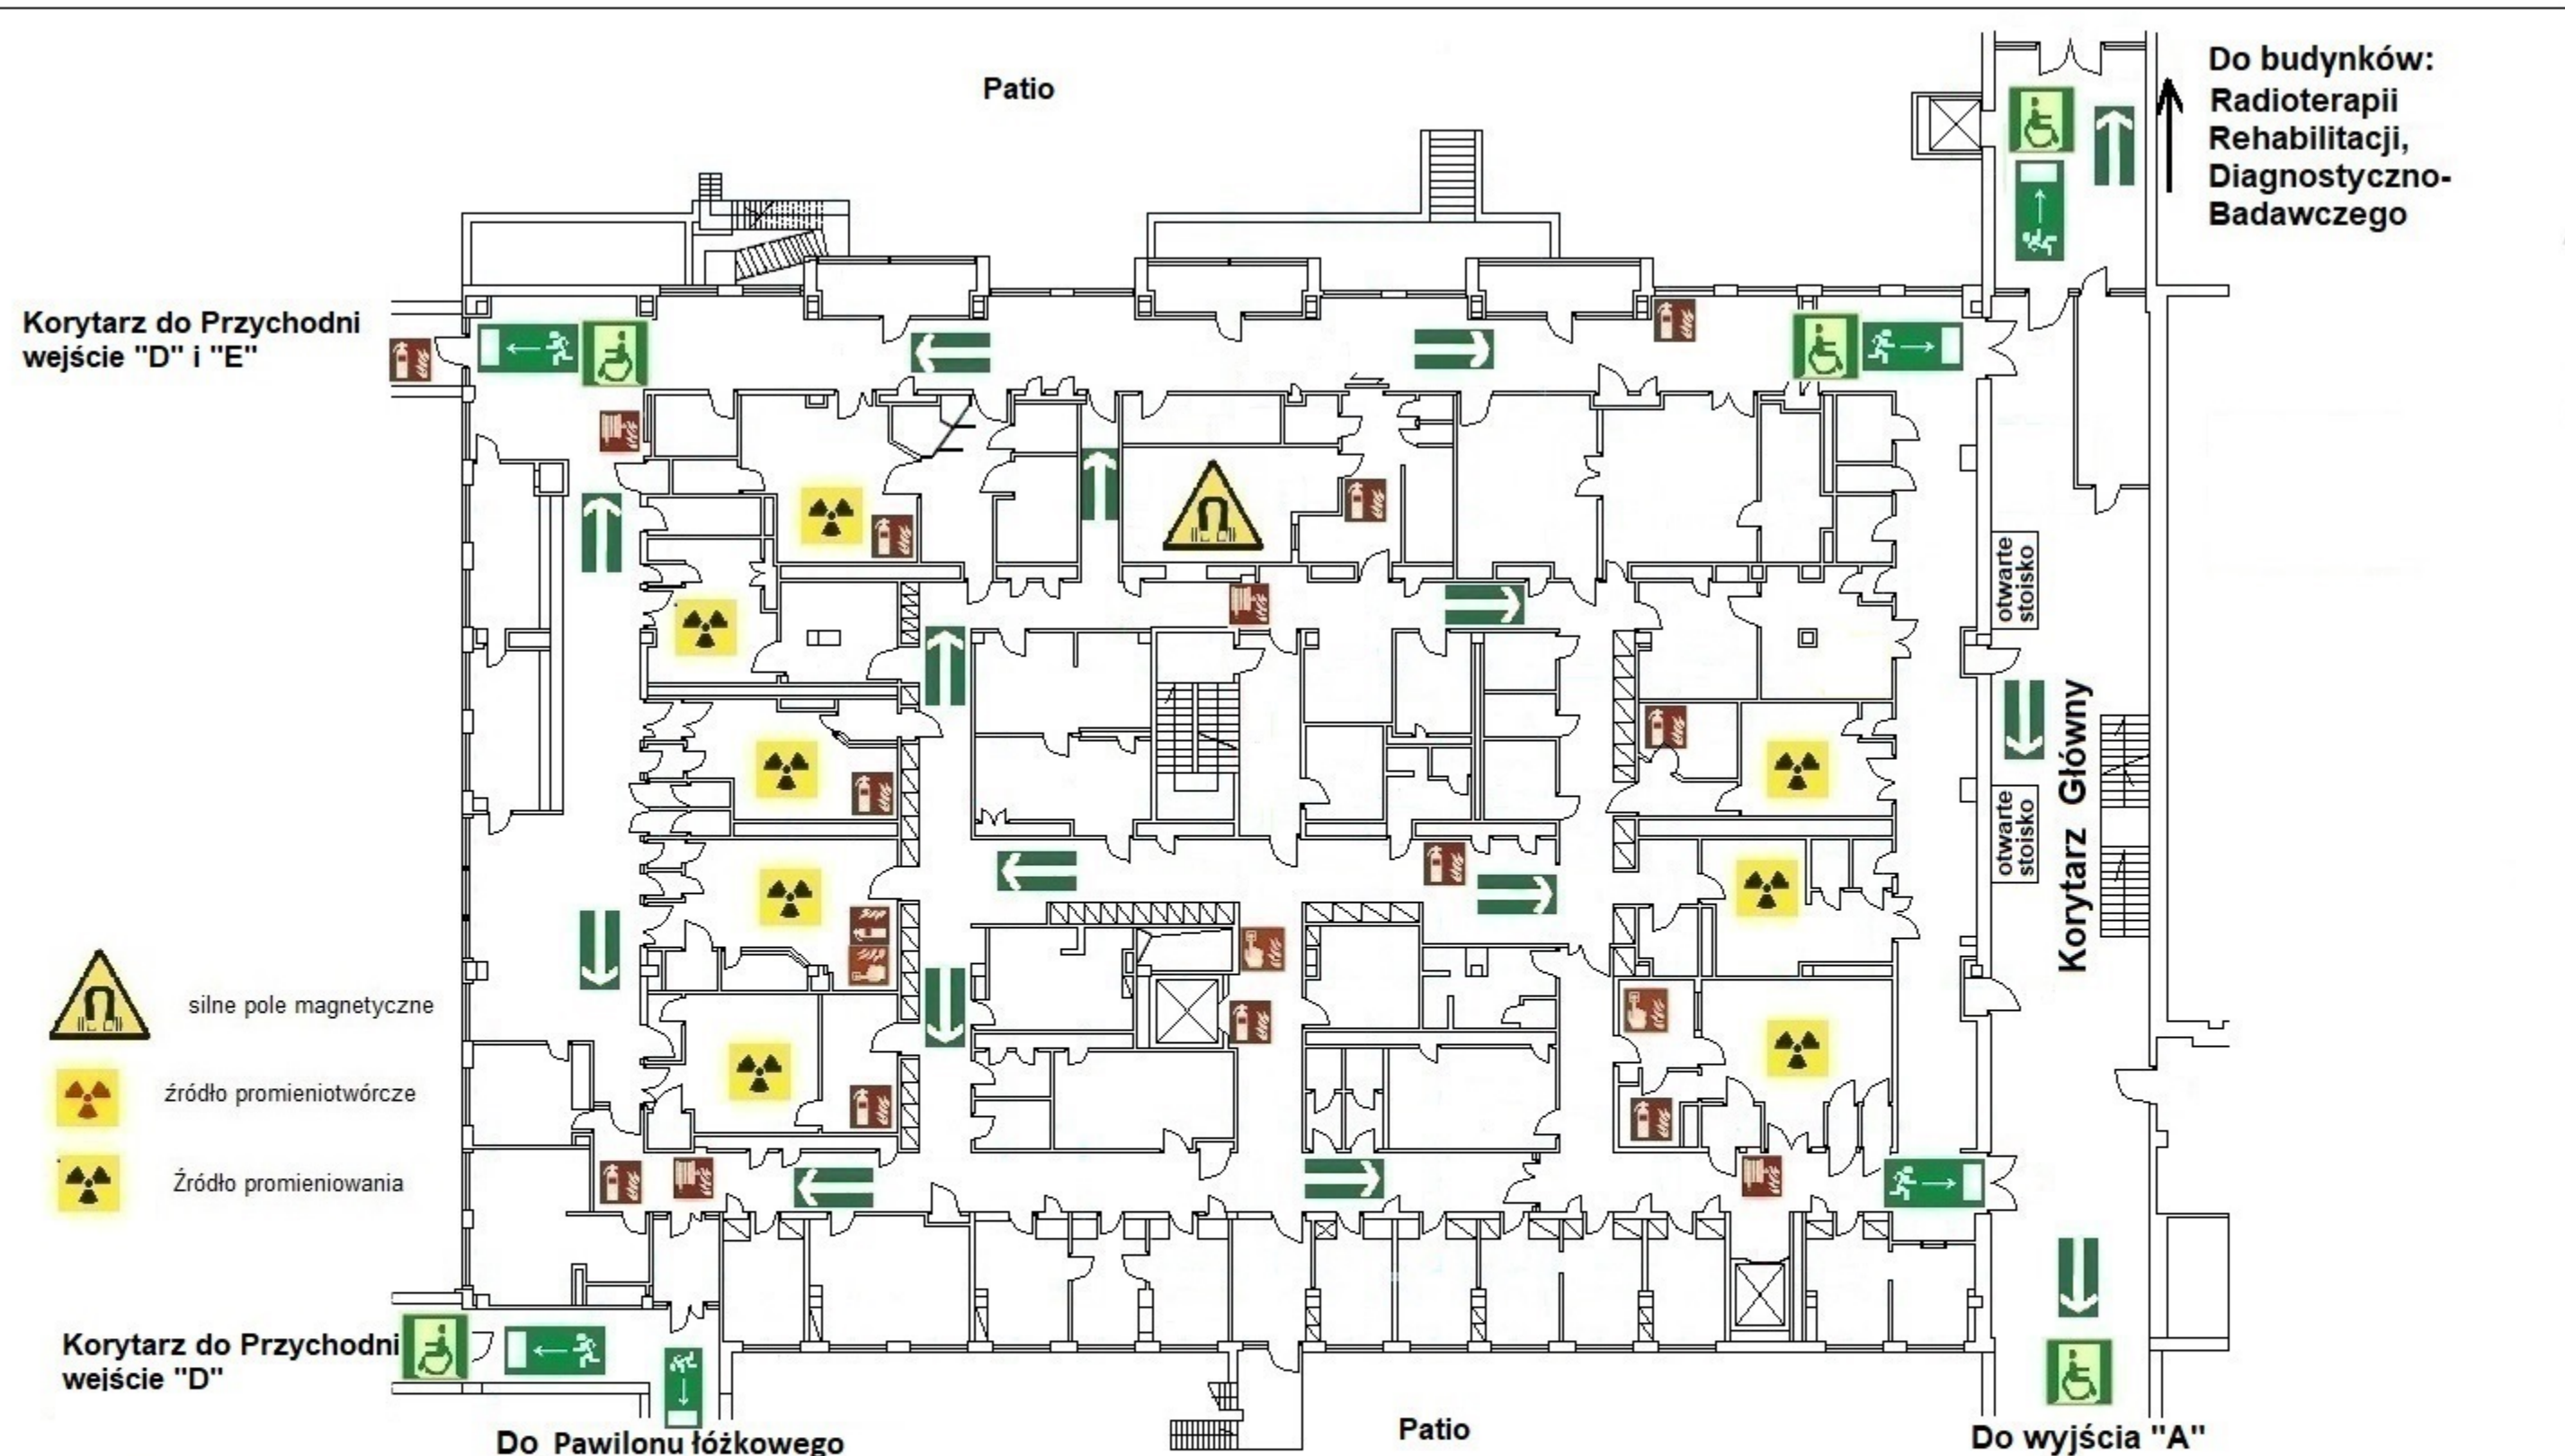 Patio
Do budynków:
Radioterapii
Rehabilitacji,
Diagnostyczno-
Badawczego
Korytarz do Przychodni
wejście "D" i "E"
otwarte
stoisko
Korytarz Główny
otwarte
stoisko
silne pole magnetyczne
źródło promieniotwórcze
Źródło promieniowania
Korytarz do Przychodni
wejście "D"
Do Pawilonu łóżkowego
Patio
Do wyjścia "A"